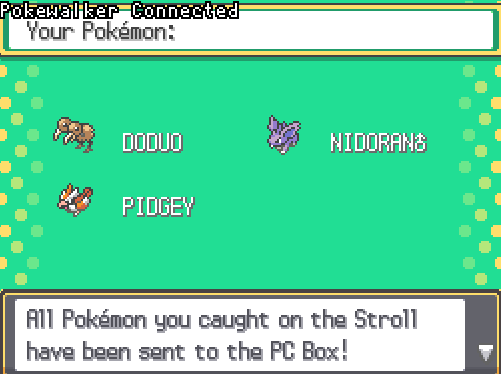 Pokewalker Connected
Your Pokémon:
DODUO
NIDORAN♂
PIDGEY
All Pokémon you caught on the Stroll
have been sent to the PC Box!